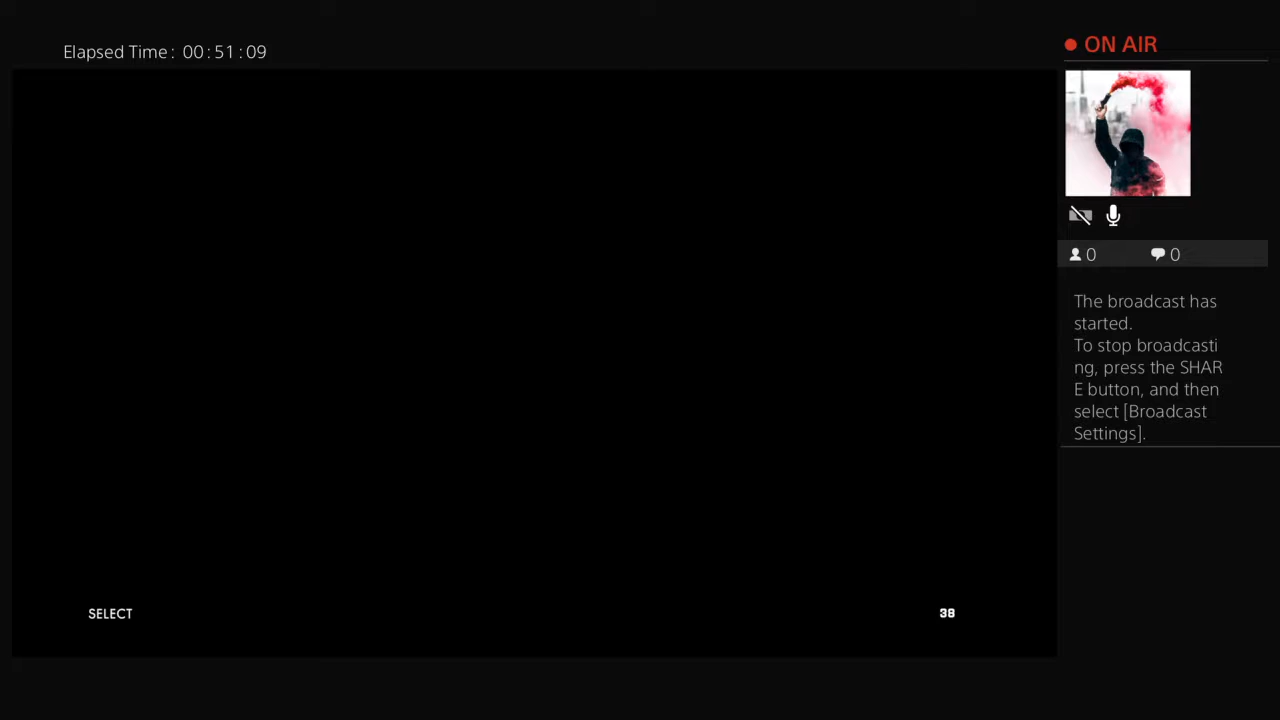 Elapsed Time: 00:51:09
ON AIR
0 0
The broadcast has
started.
To stop broadcasti
ng, press the SHAR
E button, and then
select [Broadcast
Settings].
SELECT
38